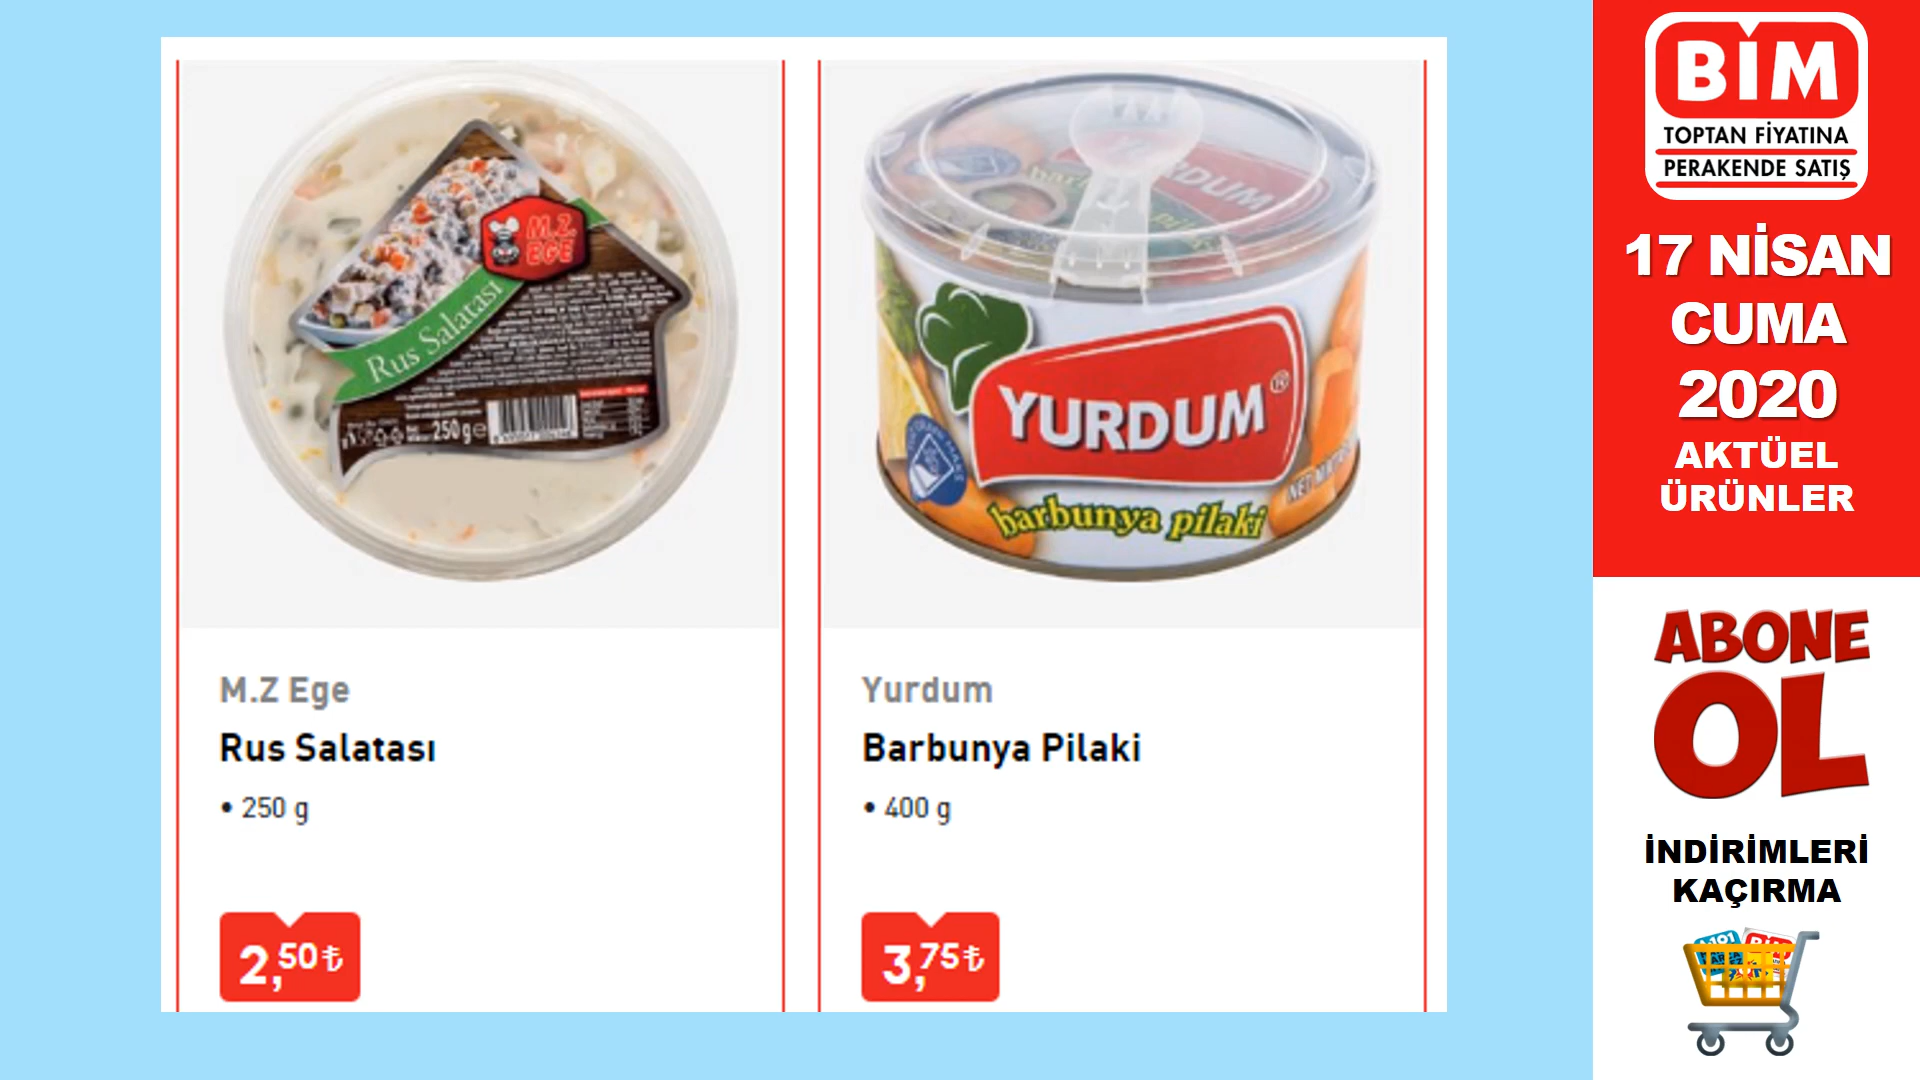 M.Z.
EGE
Rus Salatası
250 g e
YURDUM®
barbunya pilaki
M.Z Ege
Rus Salatası
• 250 g
2,50₺
Yurdum
Barbunya Pilaki
• 400 g
3,75₺
BİM
TOPTAN FİYATINA
PERAKENDE SATIŞ
17 NİSAN
CUMA
2020
AKTÜEL
ÜRÜNLER
ABONE
OL
İNDİRİMLERİ
KAÇIRMA